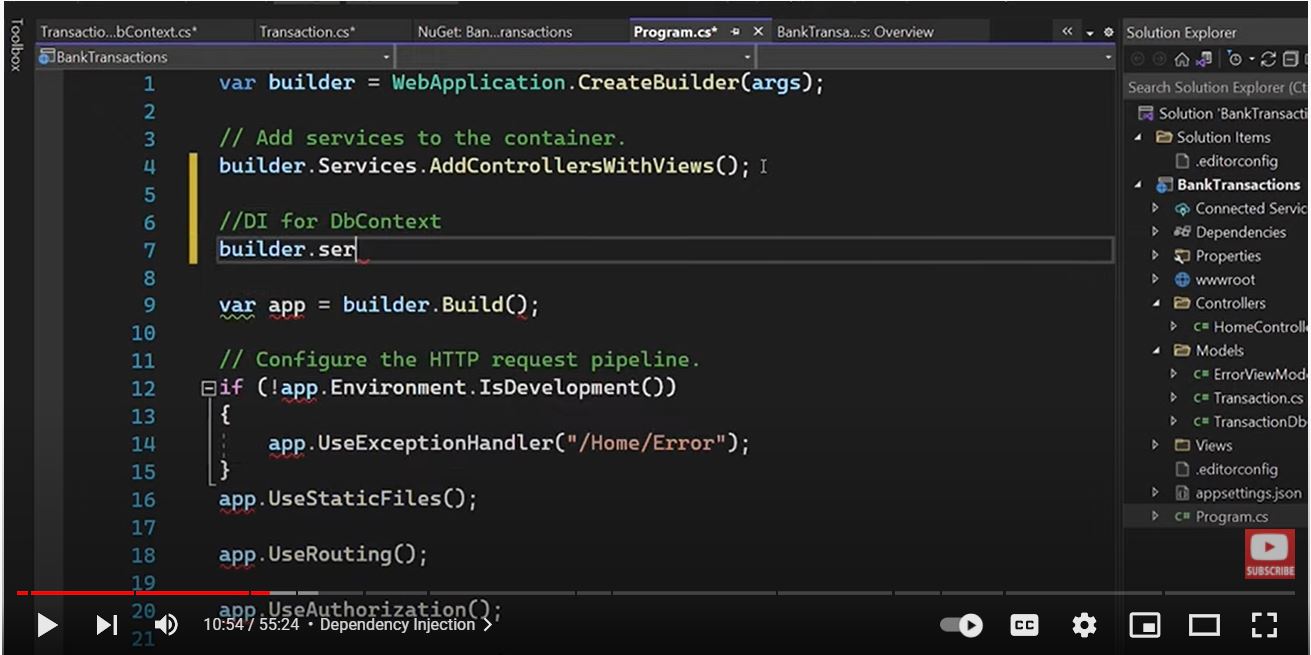 Toolbox
Transactio...bContext.cs*
Transaction.cs*
NuGet: Ban...ransactions
Program.cs*
BankTransa...s: Overview
BankTransactions
1 var builder = WebApplication.CreateBuilder(args);
2
3 // Add services to the container.
4 builder.Services.AddControllersWithViews();
5
6 //DI for DbContext
7 builder.ser
8
9 var app = builder.Build();
10
11 // Configure the HTTP request pipeline.
12 if (!app.Environment.IsDevelopment())
13 {
14 app.UseExceptionHandler("/Home/Error");
15 }
16 app.UseStaticFiles();
17
18 app.UseRouting();
19
20 app.UseAuthorization();
21
Solution Explorer
Search Solution Explorer (Ct
Solution 'BankTransacti
Solution Items
.editorconfig
BankTransactions
Connected Servic
Dependencies
Properties
wwwroot
Controllers
C# HomeControlle
Models
C# ErrorViewMod
C# Transaction.cs
C# TransactionDb
Views
.editorconfig
appsettings.json
C# Program.cs
SUBSCRIBE
10:54 / 55:24 • Dependency Injection
CC